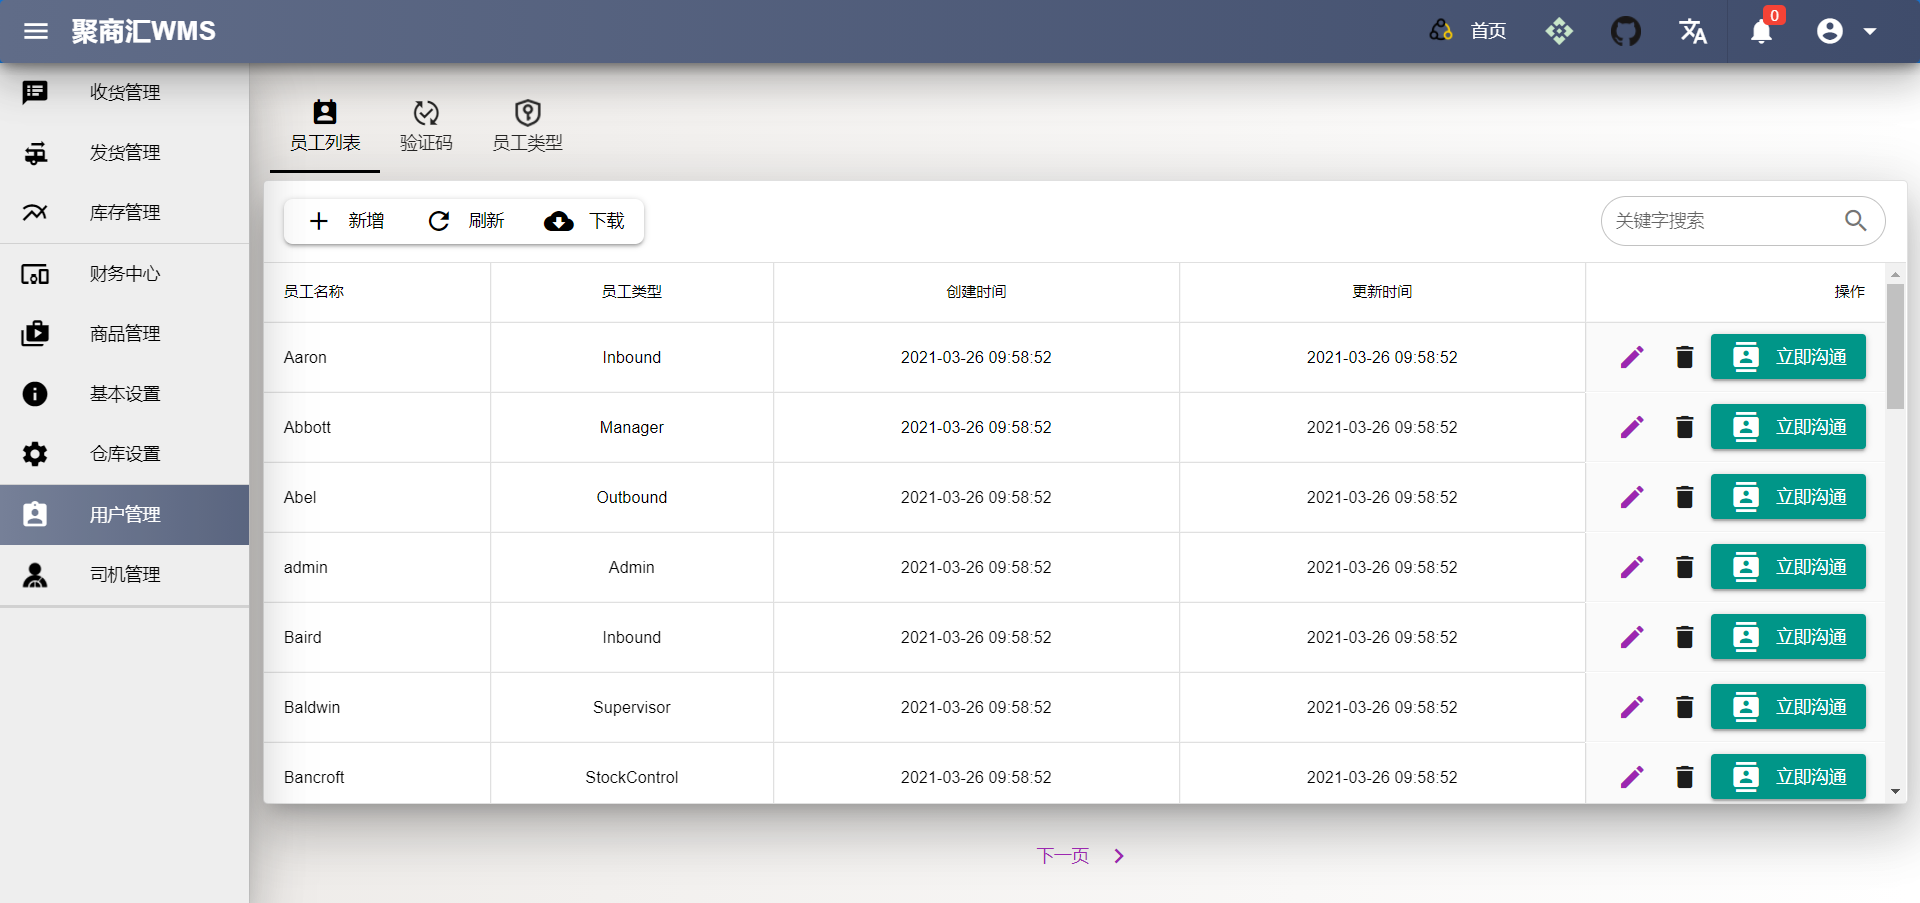 聚商汇WMS
首页
0
收货管理
发货管理
库存管理
财务中心
商品管理
基本设置
仓库设置
用户管理
司机管理
员工列表 验证码 员工类型
新增 刷新 下载
关键字搜索
员工名称 员工类型 创建时间 更新时间 操作
Aaron Inbound 2021-03-26 09:58:52 2021-03-26 09:58:52 立即沟通
Abbott Manager 2021-03-26 09:58:52 2021-03-26 09:58:52 立即沟通
Abel Outbound 2021-03-26 09:58:52 2021-03-26 09:58:52 立即沟通
admin Admin 2021-03-26 09:58:52 2021-03-26 09:58:52 立即沟通
Baird Inbound 2021-03-26 09:58:52 2021-03-26 09:58:52 立即沟通
Baldwin Supervisor 2021-03-26 09:58:52 2021-03-26 09:58:52 立即沟通
Bancroft StockControl 2021-03-26 09:58:52 2021-03-26 09:58:52 立即沟通
下一页